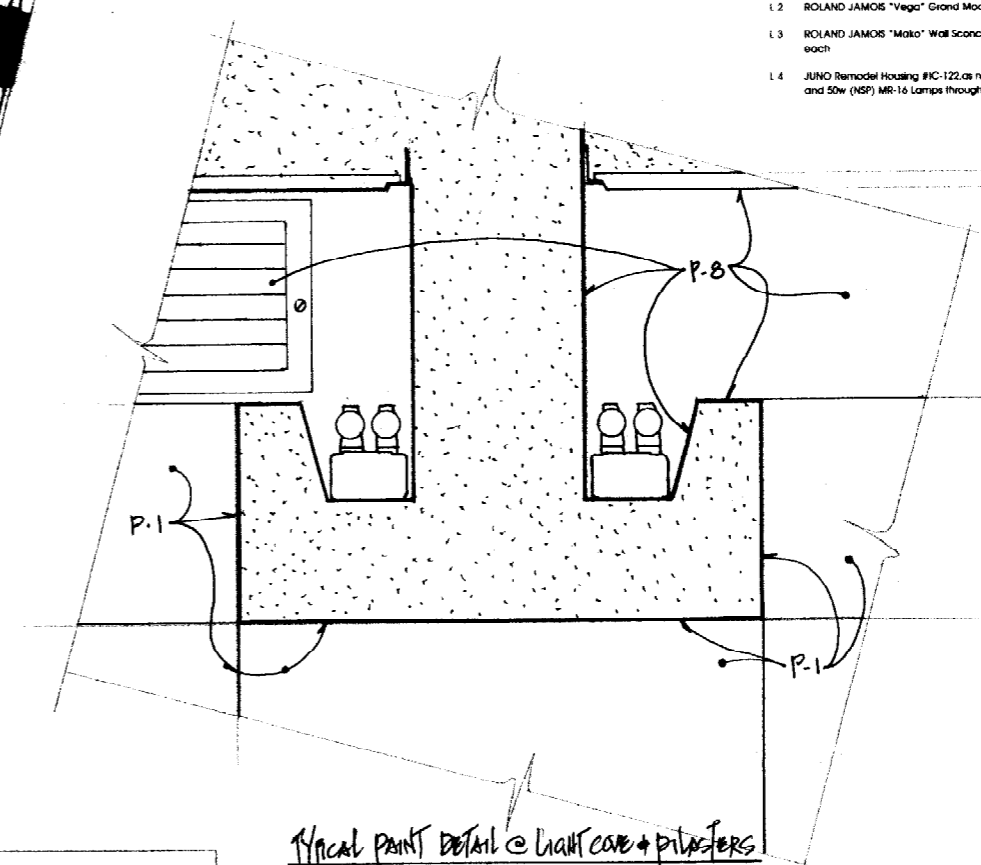 L 2 ROLAND JAMOIS "Vega" Grand Mod
L 3 ROLAND JAMOIS "Mako" Wall Sconc
each
L 4 JUNO Remodel Housing #IC-122,as n
and 50w (NSP) MR-16 Lamps through
P-8
P-1
P-1
TYPICAL PAINT DETAIL @ LIGHT COVE + PILASTERS